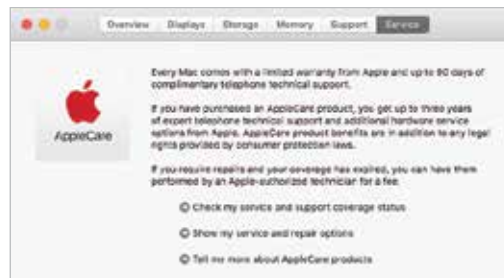 Overview Displays Storage Memory Support Service
Every Mac comes with a limited warranty from Apple and up to 90 days of
complimentary telephone technical support.
If you have purchased an AppleCare product, you get up to three years
of expert telephone technical support and additional hardware service
options from Apple. AppleCare product benefits are in addition to any legal
rights provided by consumer protection laws.
AppleCare
If you require repairs and your coverage has expired, you can have them
performed by an Apple-authorized technician for a fee.
Check my service and support coverage status
Show my service and repair options
Tell me more about AppleCare products